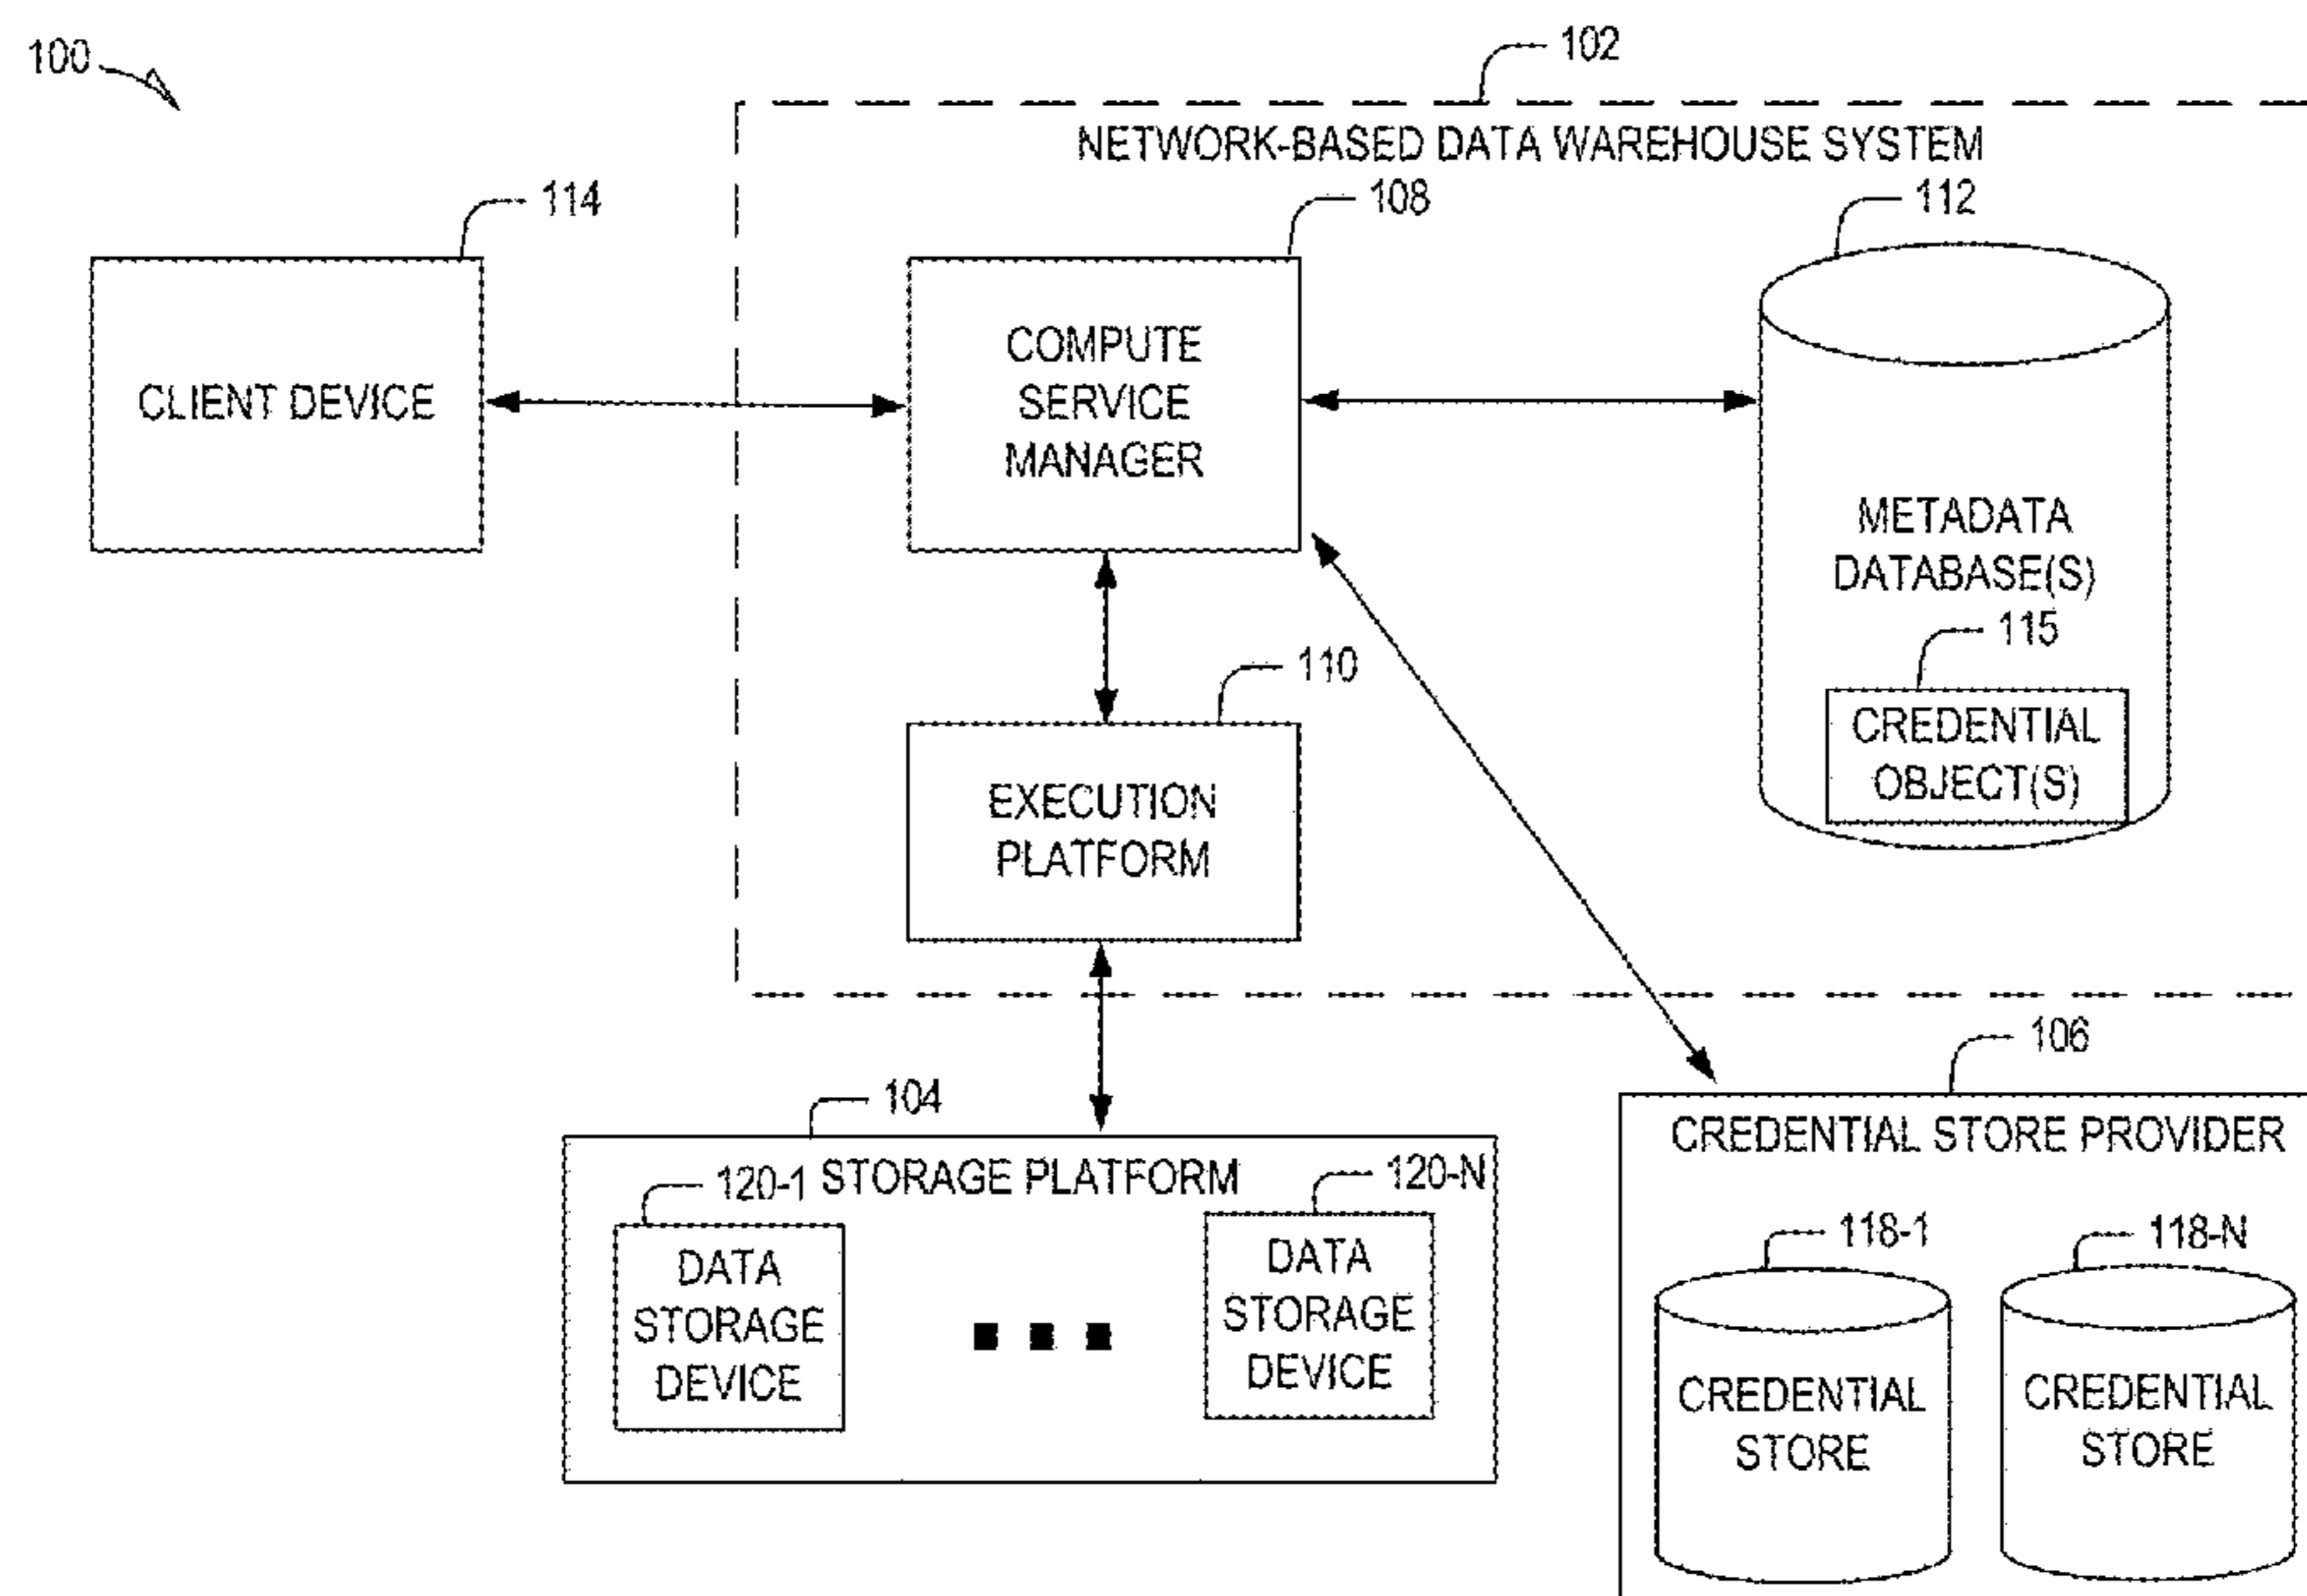 100
102
NETWORK-BASED DATA WAREHOUSE SYSTEM
114
108
112
CLIENT DEVICE
COMPUTE
SERVICE
MANAGER
METADATA
DATABASE(S)
115
CREDENTIAL
OBJECT(S)
110
EXECUTION
PLATFORM
106
104
CREDENTIAL STORE PROVIDER
STORAGE PLATFORM
120-1
120-N
DATA
STORAGE
DEVICE
DATA
STORAGE
DEVICE
118-1
118-N
CREDENTIAL
STORE
CREDENTIAL
STORE